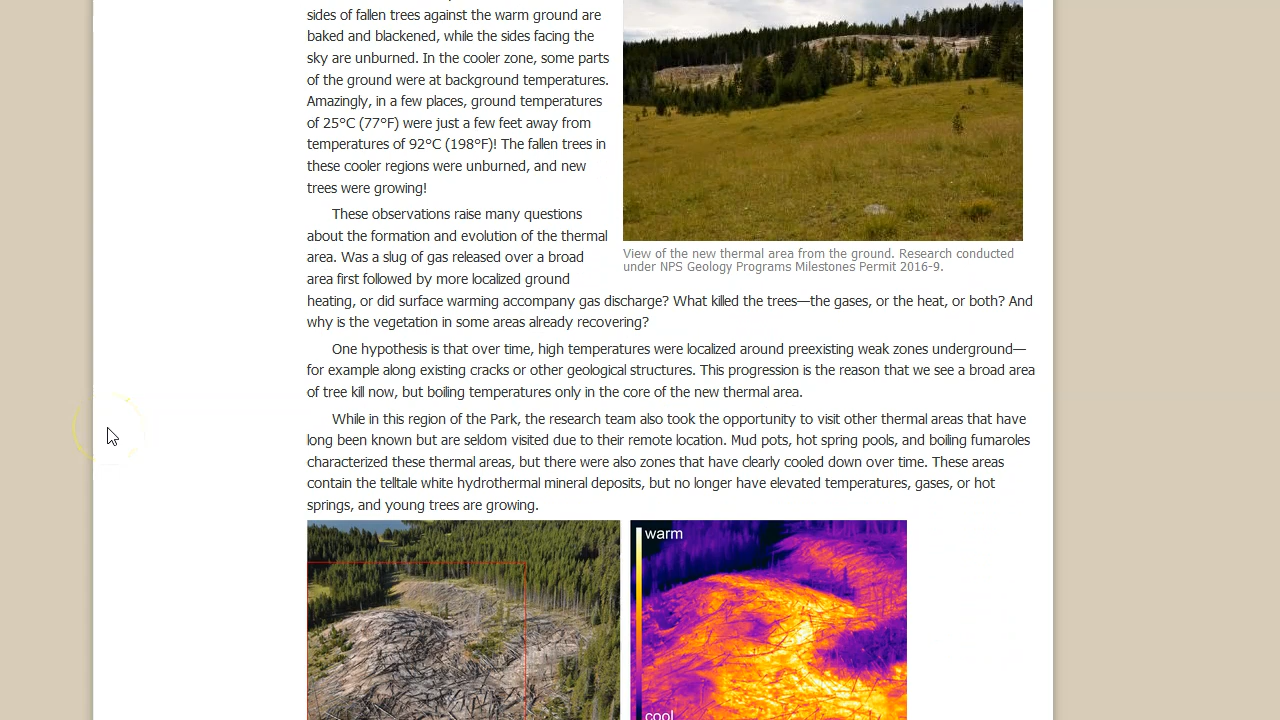 sides of fallen trees against the warm ground are
baked and blackened, while the sides facing the
sky are unburned. In the cooler zone, some parts
of the ground were at background temperatures.
Amazingly, in a few places, ground temperatures
of 25°C (77°F) were just a few feet away from
temperatures of 92°C (198°F)! The fallen trees in
these cooler regions were unburned, and new
trees were growing!
View of the new thermal area from the ground. Research conducted
under NPS Geology Programs Milestones Permit 2016-9.
These observations raise many questions
about the formation and evolution of the thermal
area. Was a slug of gas released over a broad
area first followed by more localized ground
heating, or did surface warming accompany gas discharge? What killed the trees—the gases, or the heat, or both? And
why is the vegetation in some areas already recovering?
One hypothesis is that over time, high temperatures were localized around preexisting weak zones underground—
for example along existing cracks or other geological structures. This progression is the reason that we see a broad area
of tree kill now, but boiling temperatures only in the core of the new thermal area.
While in this region of the Park, the research team also took the opportunity to visit other thermal areas that have
long been known but are seldom visited due to their remote location. Mud pots, hot spring pools, and boiling fumaroles
characterized these thermal areas, but there were also zones that have clearly cooled down over time. These areas
contain the telltale white hydrothermal mineral deposits, but no longer have elevated temperatures, gases, or hot
springs, and young trees are growing.
warm
cool